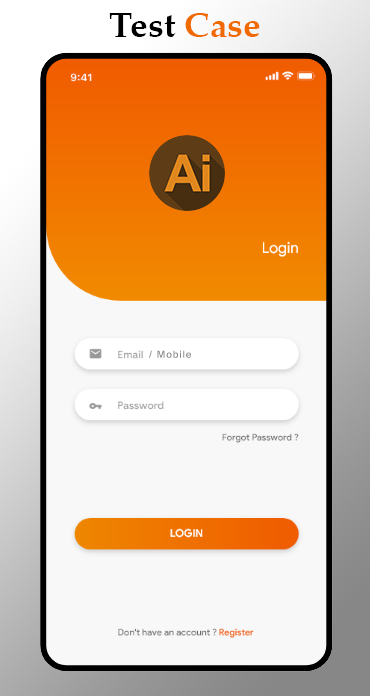 Test Case
9:41
Ai
Login
Email / Mobile
Password
Forgot Password ?
LOGIN
Don't have an account ? Register